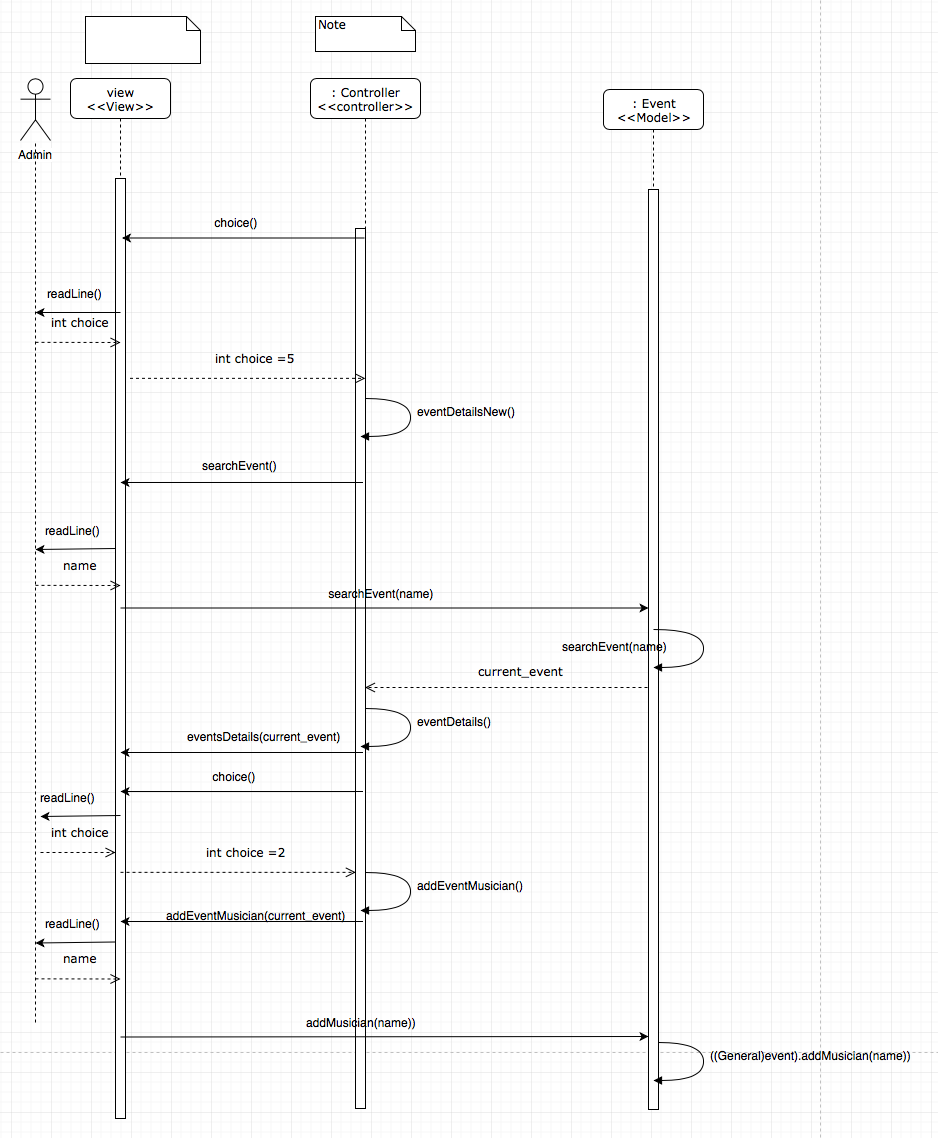 Note
view
<<View>>
: Controller
<<controller>>
: Event
<<Model>>
Admin
choice()
readLine()
int choice
int choice =5
eventDetailsNew()
searchEvent()
readLine()
name
searchEvent(name)
searchEvent(name)
current_event
eventDetails()
eventsDetails(current_event)
choice()
readLine()
int choice
int choice =2
addEventMusician()
addEventMusician(current_event)
readLine()
name
addMusician(name))
((General)event).addMusician(name))